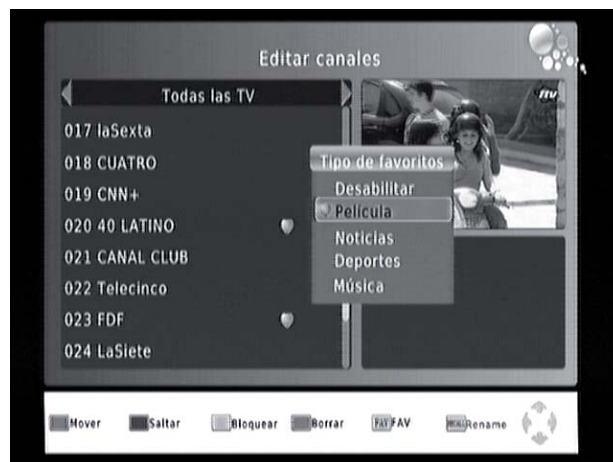 Editar canales
Todas las TV
017 laSexta
018 CUATRO
019 CNN+
020 40 LATINO
021 CANAL CLUB
022 Telecinco
023 FDF
024 LaSiete
Tipo de favoritos
Desabilitar
Película
Noticias
Deportes
Música
Mover
Saltar
Bloquear
Borrar
FAV FAV
Rename